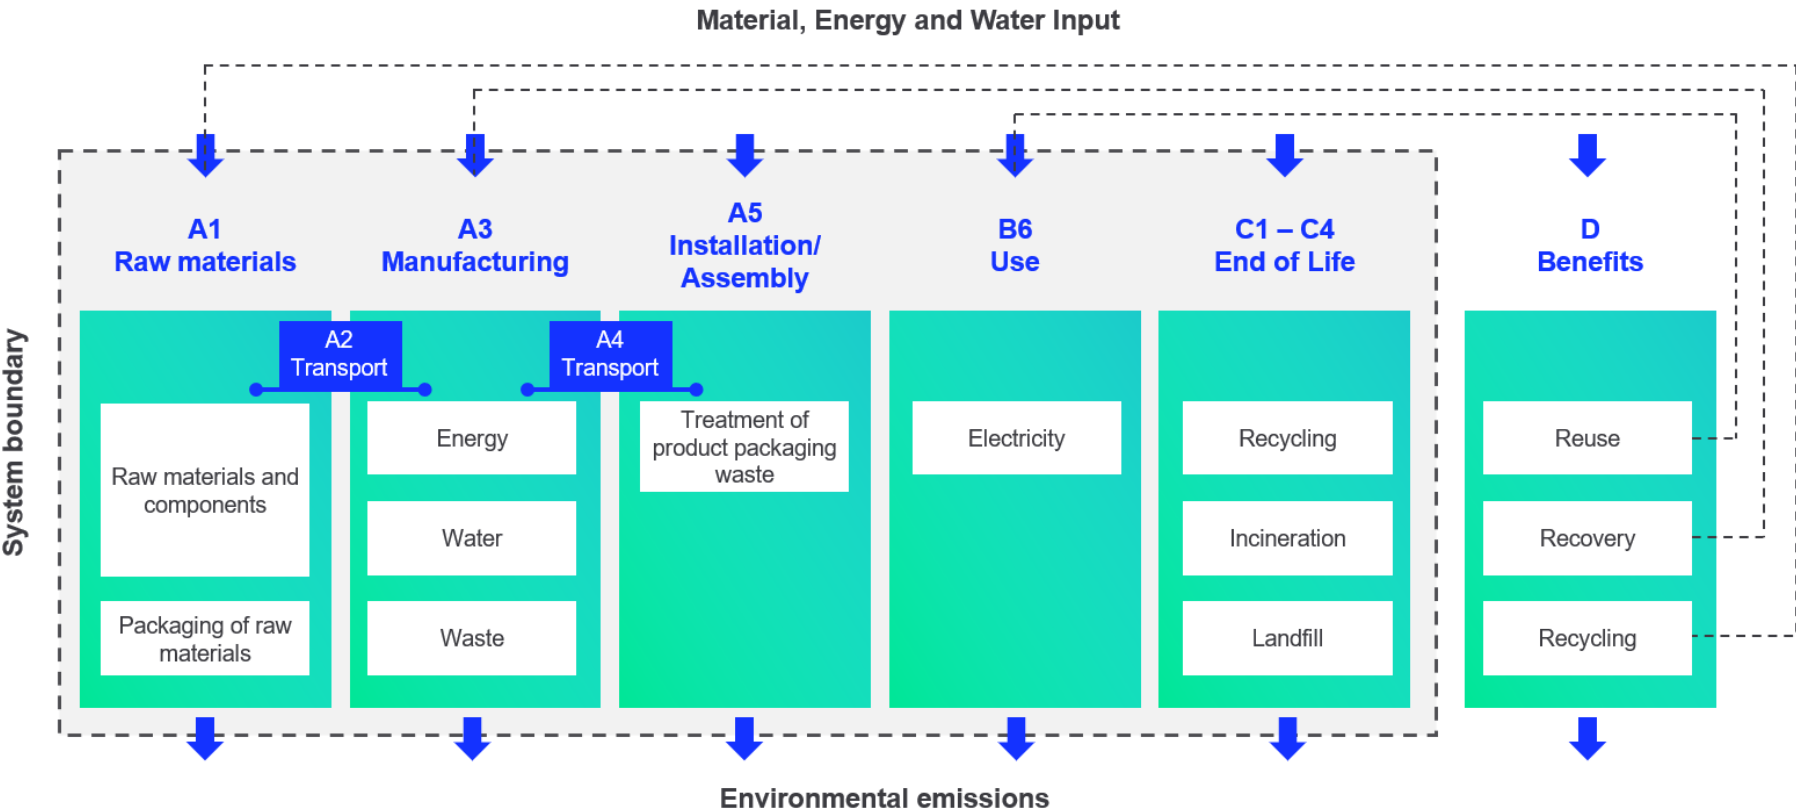 Material, Energy and Water Input
System boundary
A1
Raw materials
A3
Manufacturing
A5
Installation/
Assembly
B6
Use
C1 – C4
End of Life
D
Benefits
A2
Transport
A4
Transport
Raw materials and
components
Packaging of raw
materials
Energy
Water
Waste
Treatment of
product packaging
waste
Electricity
Recycling
Incineration
Landfill
Reuse
Recovery
Recycling
Environmental emissions